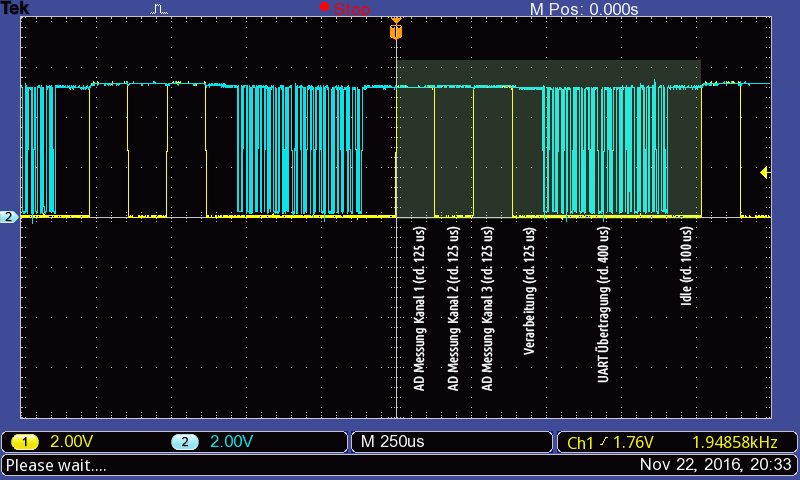 Tek
Stop
M Pos: 0.000s
T
2
AD Messung Kanal 1 (rd. 125 us)
AD Messung Kanal 2 (rd. 125 us)
AD Messung Kanal 3 (rd. 125 us)
Verarbeitung (rd. 125 us)
UART Übertragung (rd. 400 us)
Idle (rd. 100 us)
1 2.00V 2 2.00V M 250us Ch1 1.76V 1.94858kHz
Please wait.... Nov 22, 2016, 20:33